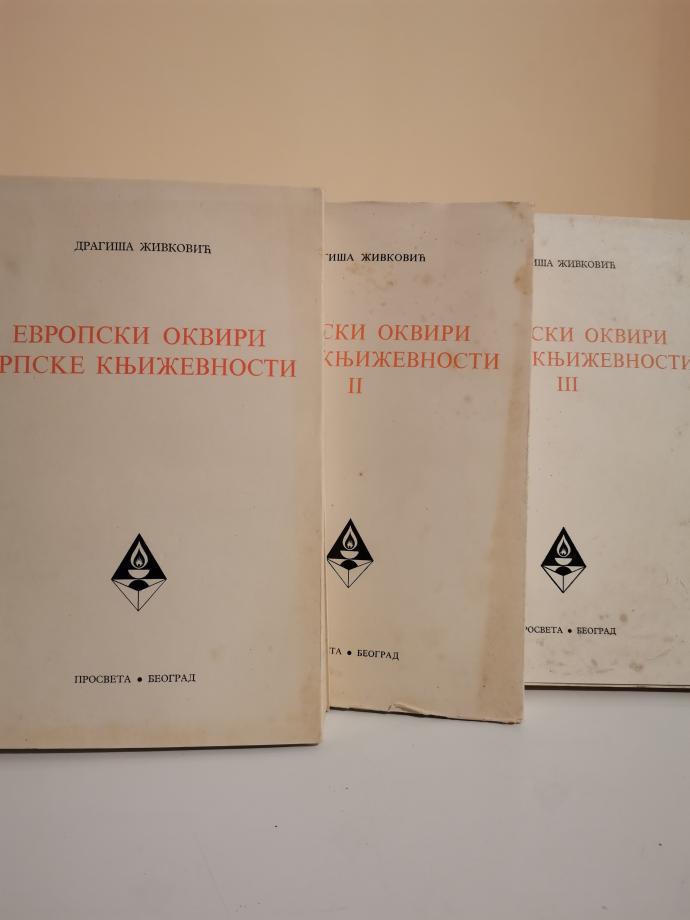 ДРАГИША ЖИВКОВИЋ
ЕВРОПСКИ ОКВИРИ
РПСКЕ КЊИЖЕВНОСТИ
ПРОСВЕТА • БЕОГРАД
ГИША ЖИВКОВИЋ
СКИ ОКВИРИ
КЊИЖЕВНОСТИ
II
ТА • БЕОГРАД
ИША ЖИВКОВИЋ
СКИ ОКВИРИ
КЊИЖЕВНОСТИ
III
РОСВЕТА • БЕОГРАД